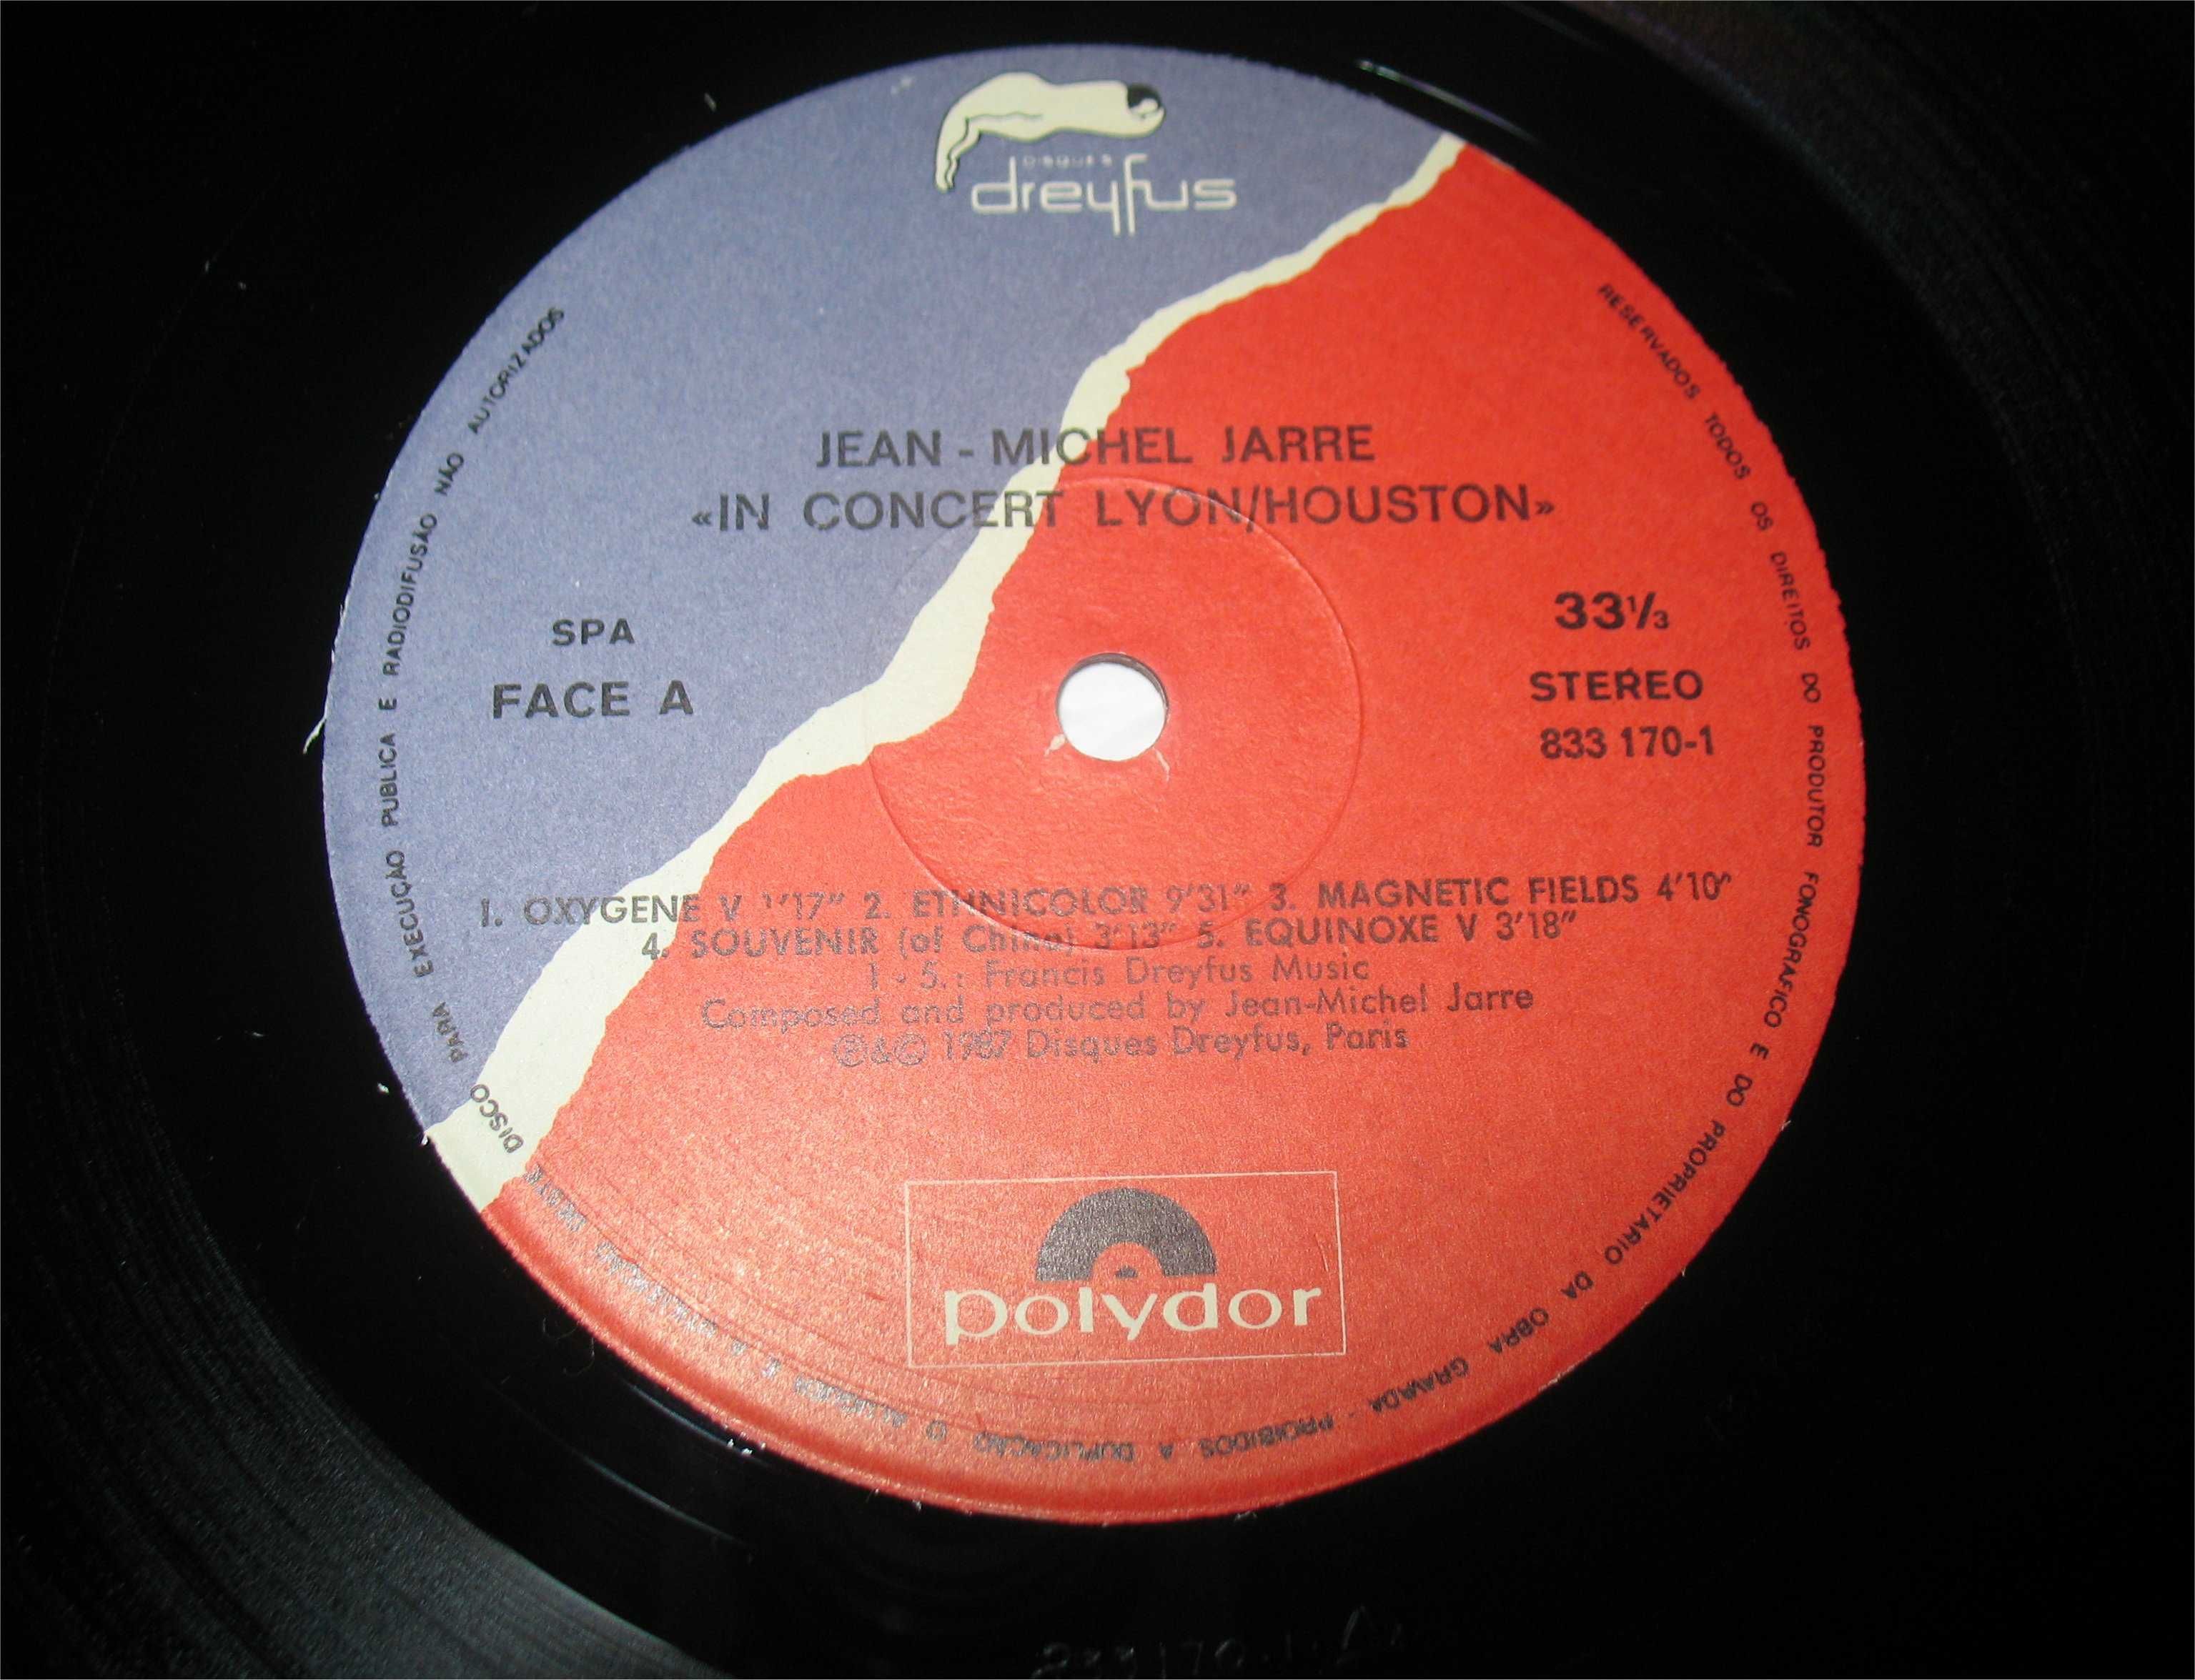 DISQUES
dreyfus
JEAN - MICHEL JARRE
«IN CONCERT LYON/HOUSTON»
SPA
FACE A
33⅓
STEREO
833 170-1
1. OXYGENE V 1'17" 2. ETHNICOLOR 9'31" 3. MAGNETIC FIELDS 4'10"
4. SOUVENIR (of China) 3'13" 5. EQUINOXE V 3'18"
1 - 5.: Francis Dreyfus Music
Composed and produced by Jean-Michel Jarre
℗&© 1987 Disques Dreyfus, Paris
polydor
RESERVADOS TODOS OS DIREITOS DO PRODUTOR FONOGRAFICO E DO PROPRIETARIO DA OBRA GRAVADA - PROIBIDOS A DUPLICAÇÃO O ALUGUER E A UTILIZAÇÃO DESTE DISCO PARA EXECUÇÃO PUBLICA E RADIODIFUSÃO NÃO AUTORIZADOS